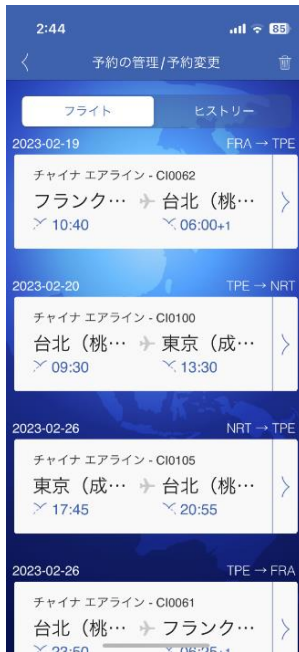 2:44
85
予約の管理/予約変更
フライト
ヒストリー
2023-02-19 FRA → TPE
チャイナ エアライン - CI0062
フランク… 台北（桃…
10:40 06:00+1
2023-02-20 TPE → NRT
チャイナ エアライン - CI0100
台北（桃… 東京（成…
09:30 13:30
2023-02-26 NRT → TPE
チャイナ エアライン - CI0105
東京（成… 台北（桃…
17:45 20:55
2023-02-26 TPE → FRA
チャイナ エアライン - CI0061
台北（桃… フランク…
23:50 06:25+1